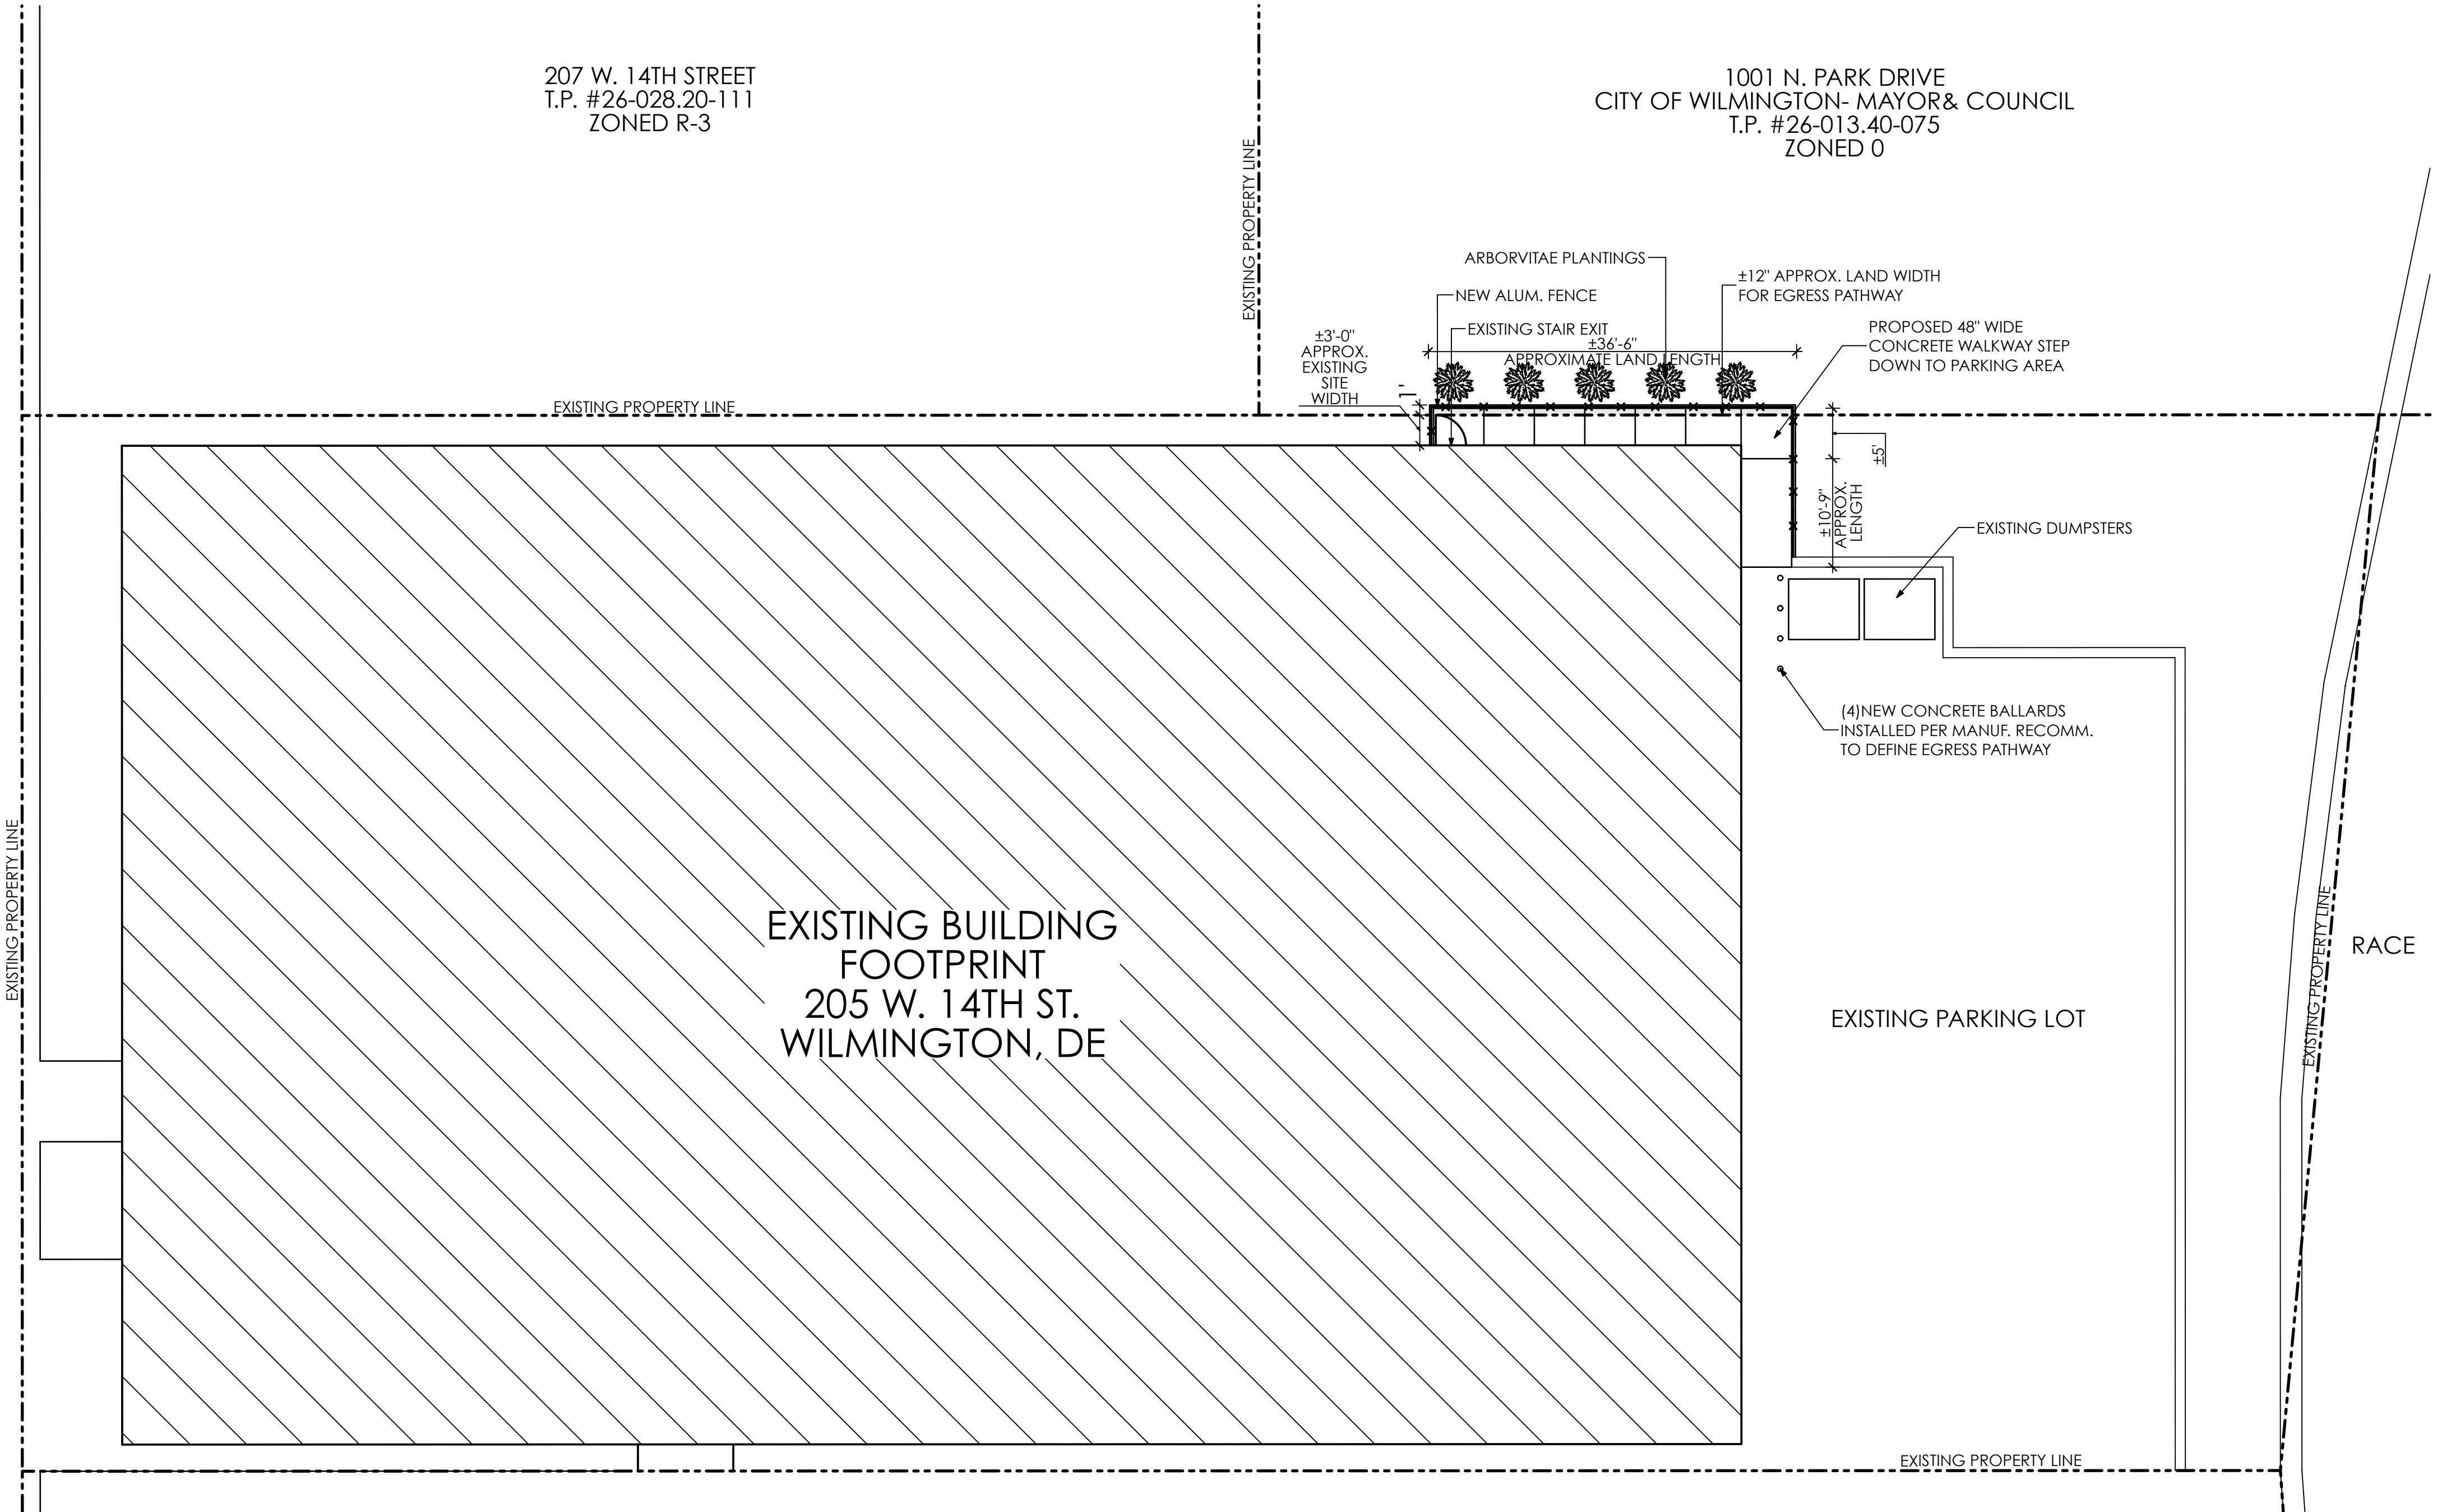 207 W. 14TH STREET
T.P. #26-028.20-111
ZONED R-3
1001 N. PARK DRIVE
CITY OF WILMINGTON- MAYOR& COUNCIL
T.P. #26-013.40-075
ZONED 0
EXISTING PROPERTY LINE
ARBORVITAE PLANTINGS
±12" APPROX. LAND WIDTH
FOR EGRESS PATHWAY
NEW ALUM. FENCE
EXISTING STAIR EXIT
±36'-6"
APPROXIMATE LAND LENGTH
PROPOSED 48" WIDE
CONCRETE WALKWAY STEP
DOWN TO PARKING AREA
±3'-0"
APPROX.
EXISTING
SITE
WIDTH
1'
EXISTING PROPERTY LINE
±5'
±10'-9"
APPROX.
LENGTH
EXISTING DUMPSTERS
(4)NEW CONCRETE BALLARDS
INSTALLED PER MANUF. RECOMM.
TO DEFINE EGRESS PATHWAY
EXISTING PROPERTY LINE
EXISTING BUILDING
FOOTPRINT
205 W. 14TH ST.
WILMINGTON, DE
EXISTING PARKING LOT
EXISTING PROPERTY LINE
RACE
EXISTING PROPERTY LINE